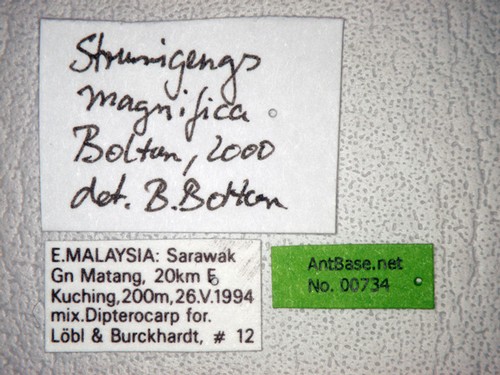 Strumigenys
magnifica
Bolton, 2000
det. B. Bolton
E.MALAYSIA: Sarawak
Gn Matang, 20km E
Kuching,200m,26.V.1994
mix.Dipterocarp for.
Löbl & Burckhardt, # 12
AntBase.net
No. 00734